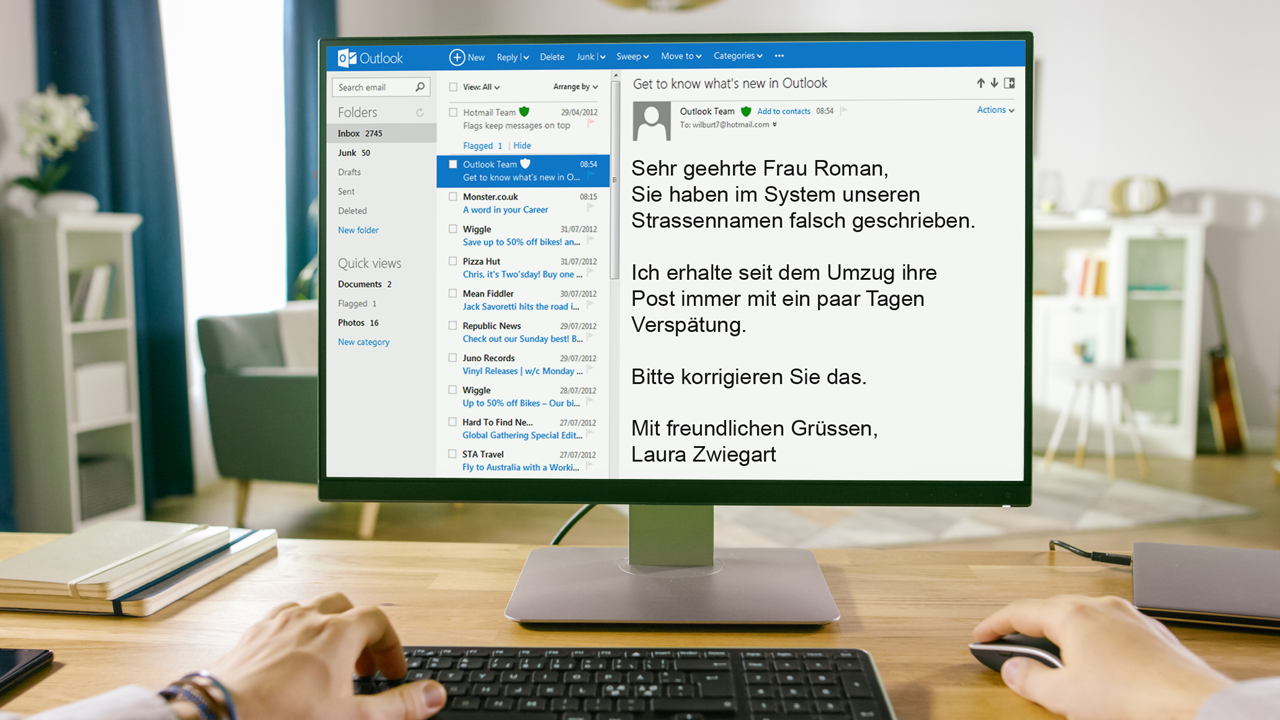 Outlook
New Reply Delete Junk Sweep Move to Categories ...
Search email
Folders
Inbox 2745
Junk 50
Drafts
Sent
Deleted
New folder
Quick views
Documents 2
Flagged 1
Photos 16
New category
View: All Arrange by
Hotmail Team 29/04/2012
Flags keep messages on top
Flagged 1 | Hide
Outlook Team 08:54
Get to know what's new in O...
Monster.co.uk 08:15
A word in your Career
Wiggle 31/07/2012
Save up to 50% off bikes! an...
Pizza Hut 31/07/2012
Chris, it's Two'sday! Buy one ...
Mean Fiddler 30/07/2012
Jack Savoretti hits the road i...
Republic News 29/07/2012
Check out our Sunday best! B...
Juno Records 29/07/2012
Vinyl Releases | w/c Monday ...
Wiggle 28/07/2012
Up to 50% off Bikes – Our bi...
Hard To Find Ne... 27/07/2012
Global Gathering Special Edit...
STA Travel 27/07/2012
Fly to Australia with a Worki...
Get to know what's new in Outlook
Outlook Team Add to contacts 08:54
Actions
To: wilburt7@hotmail.com
Sehr geehrte Frau Roman,
Sie haben im System unseren
Strassennamen falsch geschrieben.
Ich erhalte seit dem Umzug ihre
Post immer mit ein paar Tagen
Verspätung.
Bitte korrigieren Sie das.
Mit freundlichen Grüssen,
Laura Zwiegart